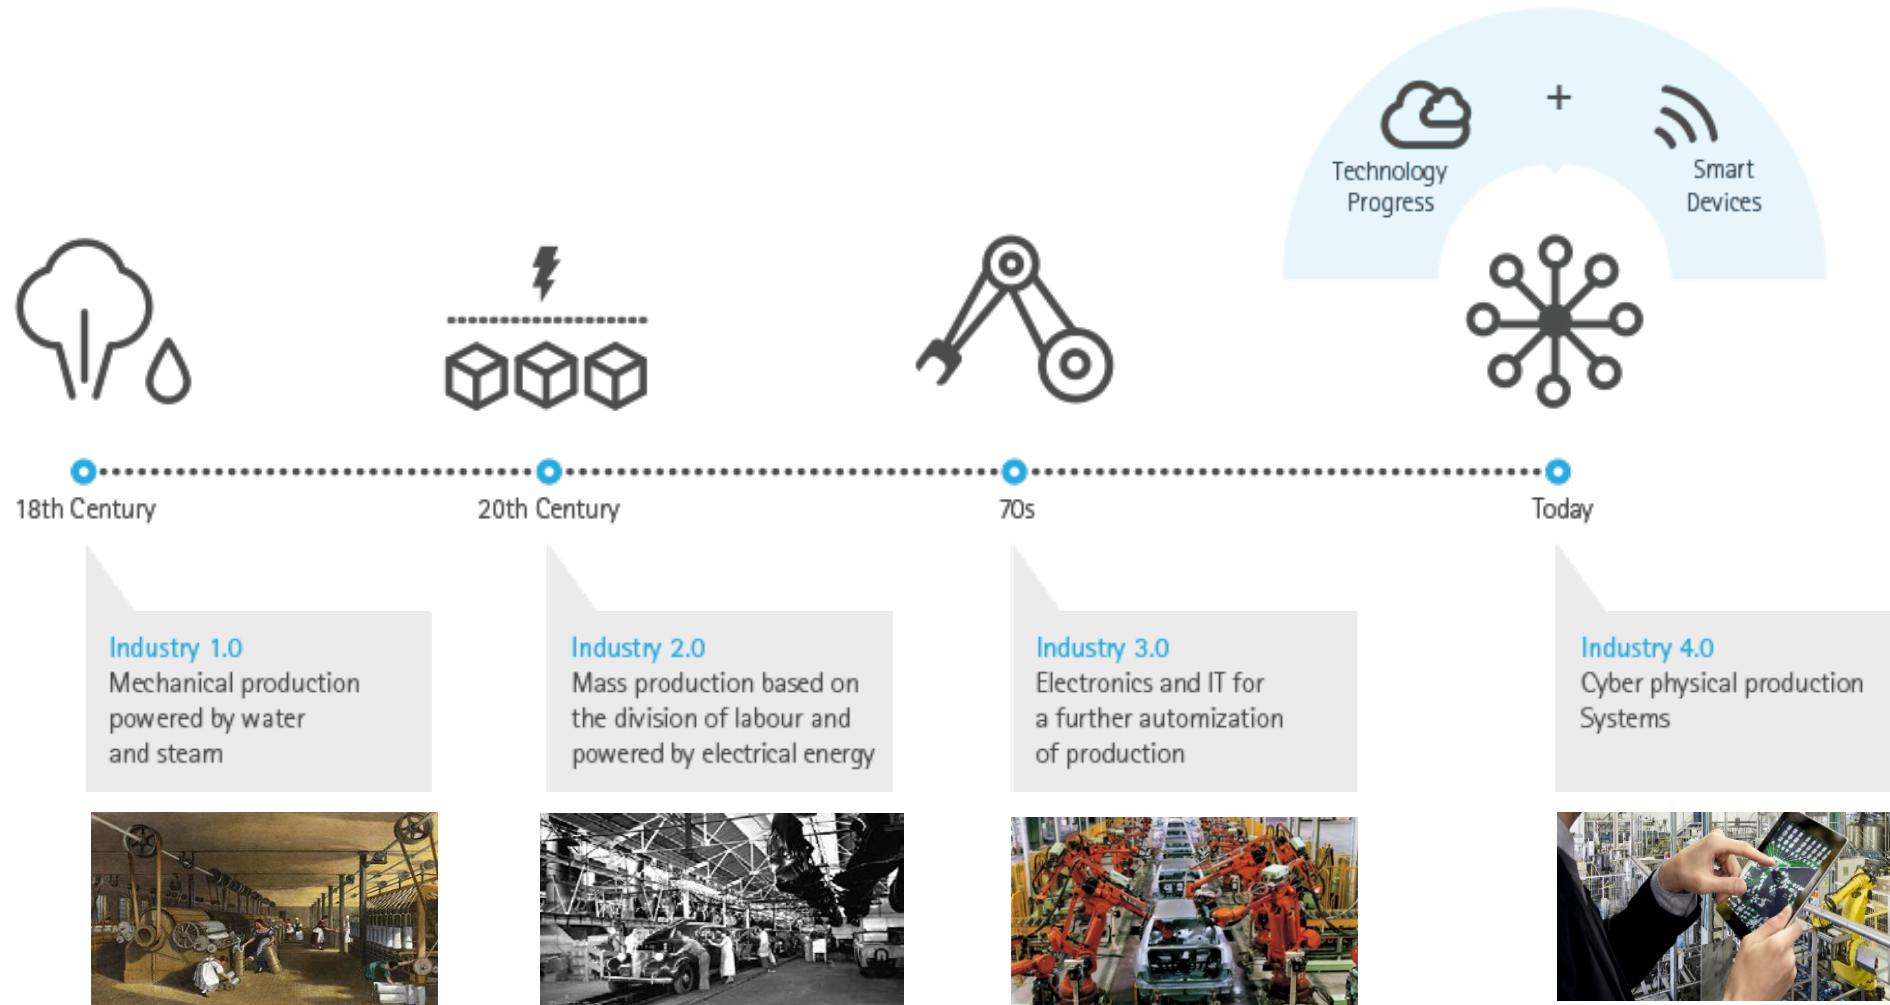 +
Technology
Progress
Smart
Devices
18th Century
20th Century
70s
Today
Industry 1.0
Mechanical production
powered by water
and steam
Industry 2.0
Mass production based on
the division of labour and
powered by electrical energy
Industry 3.0
Electronics and IT for
a further automization
of production
Industry 4.0
Cyber physical production
Systems